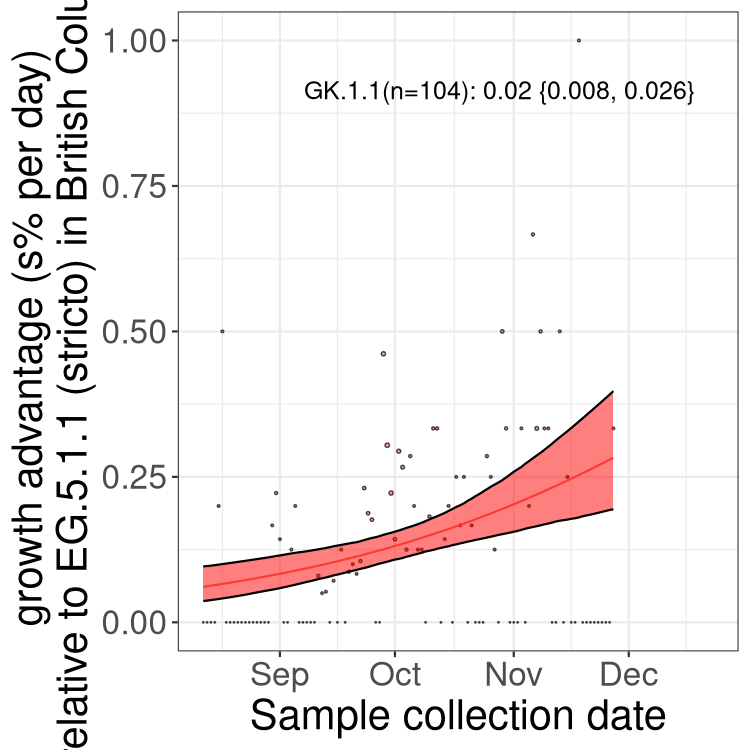 growth advantage (s% per day)
relative to EG.5.1.1 (stricto) in British Colu
1.00
0.75
0.50
0.25
0.00
GK.1.1(n=104): 0.02 {0.008, 0.026}
Sep
Oct
Nov
Dec
Sample collection date